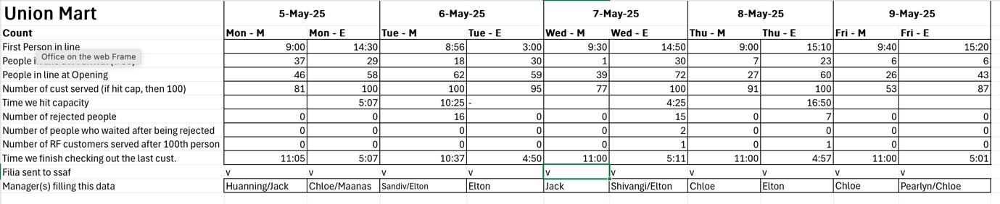 Union Mart 5-May-25 6-May-25 7-May-25 8-May-25 9-May-25
Count Mon - M Mon - E Tue - M Tue - E Wed - M Wed - E Thu - M Thu - E Fri - M Fri - E
First Person in line 9:00 14:30 8:56 3:00 9:30 14:50 9:00 15:10 9:40 15:20
Office on the web Frame
People 37 29 18 30 1 30 7 23 6 6
People in line at Opening 46 58 62 59 39 72 27 60 26 43
Number of cust served (if hit cap, then 100) 81 100 100 95 77 100 91 100 53 87
Time we hit capacity 5:07 10:25 - 4:25 16:50
Number of rejected people 0 0 16 0 0 15 0 7 0 0
Number of people who waited after being rejected 0 0 0 0 0 2 0 0 0 0
Number of RF customers served after 100th person 0 0 0 0 0 1 0 1 0 0
Time we finish checking out the last cust. 11:05 5:07 10:37 4:50 11:00 5:11 11:00 4:57 11:00 5:01
Filia sent to ssaf v v v v v v v v v v
Manager(s) filling this data Huanning/Jack Chloe/Maanas Sandiv/Elton Elton Jack Shivangi/Elton Chloe Elton Chloe Pearlyn/Chloe